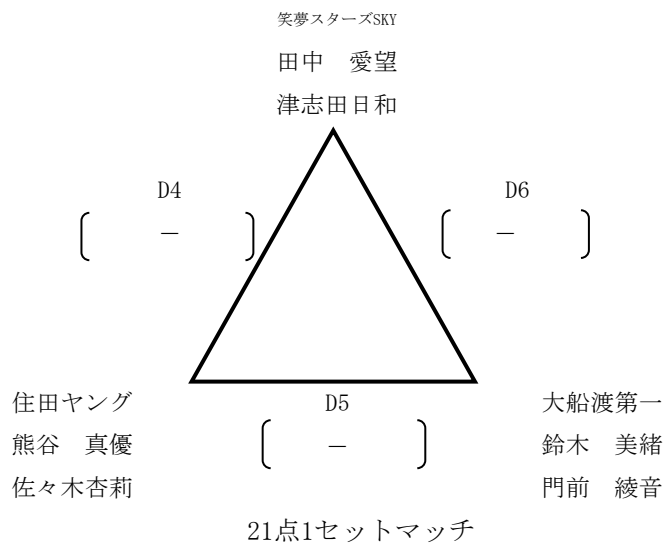 笑夢スターズSKY
田中　愛望
津志田日和
D4
D6
〔　－　〕
〔　－　〕
住田ヤング
熊谷　真優
佐々木杏莉
D5
〔　－　〕
大船渡第一
鈴木　美緒
門前　綾音
21点1セットマッチ